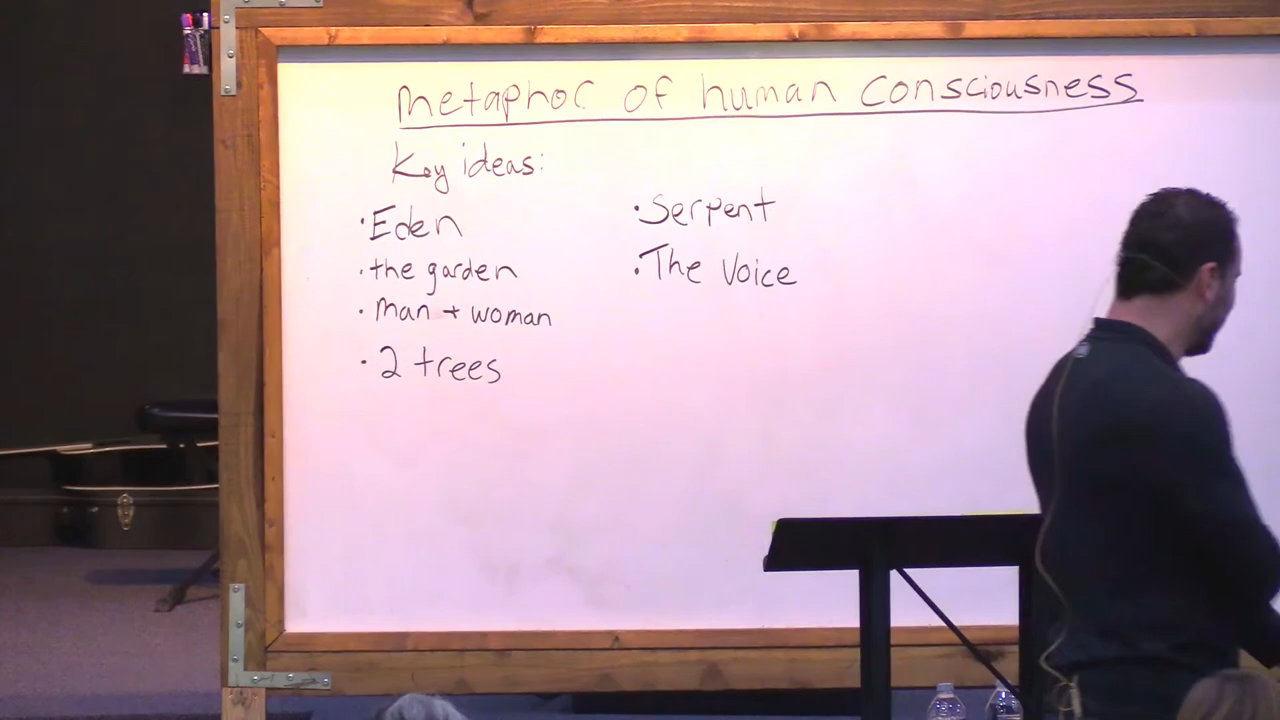 metaphor of human consciousness
Key ideas:
• Eden
• the garden
• man + woman
• 2 trees
• Serpent
• The Voice